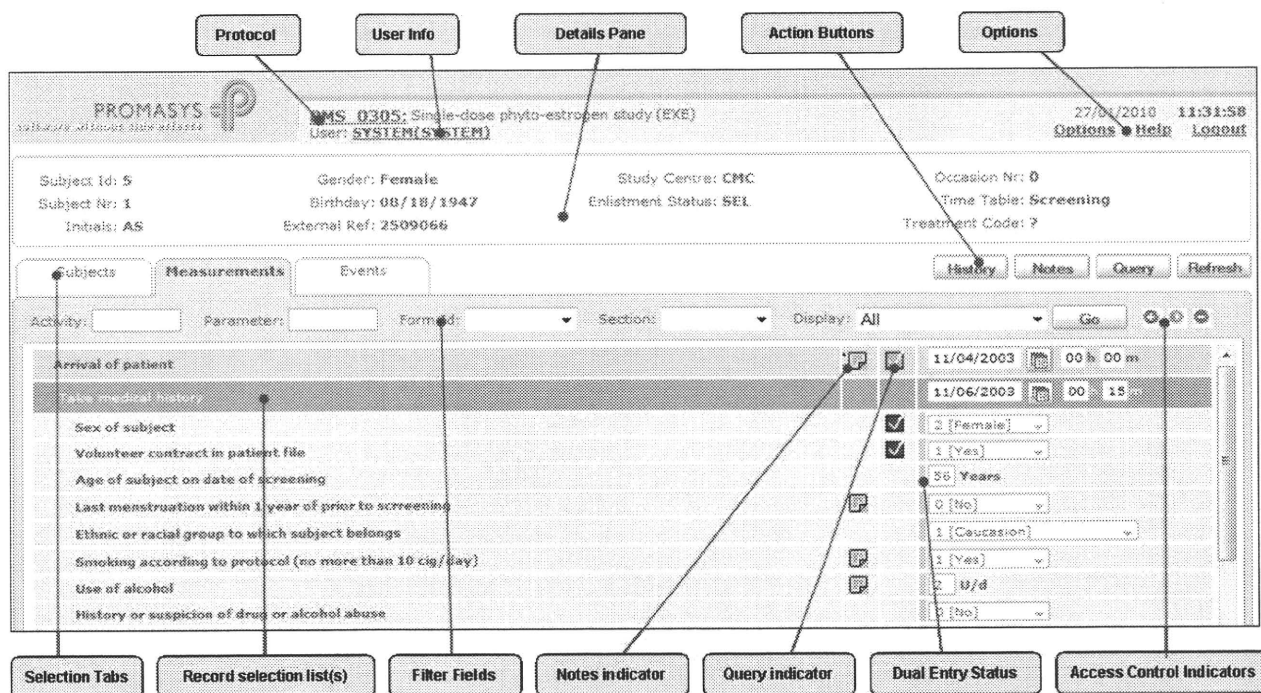 Protocol User Info Details Pane Action Buttons Options
PROMASYS
PMS_0305: Single-dose phyto-estrogen study (EXE) 27/01/2010 11:31:58
User: SYSTEM(SYSTEM) Options Help Logout
Subject Id: 5 Gender: Female Study Centre: CMC Occasion Nr: 0
Subject Nr: 1 Birthday: 08/18/1947 Enlistment Status: SEL Time Table: Screening
Initials: AS External Ref: 2509066 Treatment Code: ?
Subjects Measurements Events History Notes Query Refresh
Activity: Parameter: Form Id: Section: Display: All Go
Arrival of patient 11/04/2003 00 h 00 m
Take medical history 11/06/2003 00 15
Sex of subject 2 [Female]
Volunteer contract in patient file 1 [Yes]
Age of subject on date of screening 56 Years
Last menstruation within 1 year of prior to scrreening 0 [No]
Ethnic or racial group to which subject belongs 1 [Caucasion]
Smoking according to protocol (no more than 10 cig/day) 1 [Yes]
Use of alcohol 2 U/d
History or suspicion of drug or alcohol abuse 0 [No]
Selection Tabs Record selection list(s) Filter Fields Notes indicator Query indicator Dual Entry Status Access Control Indicators